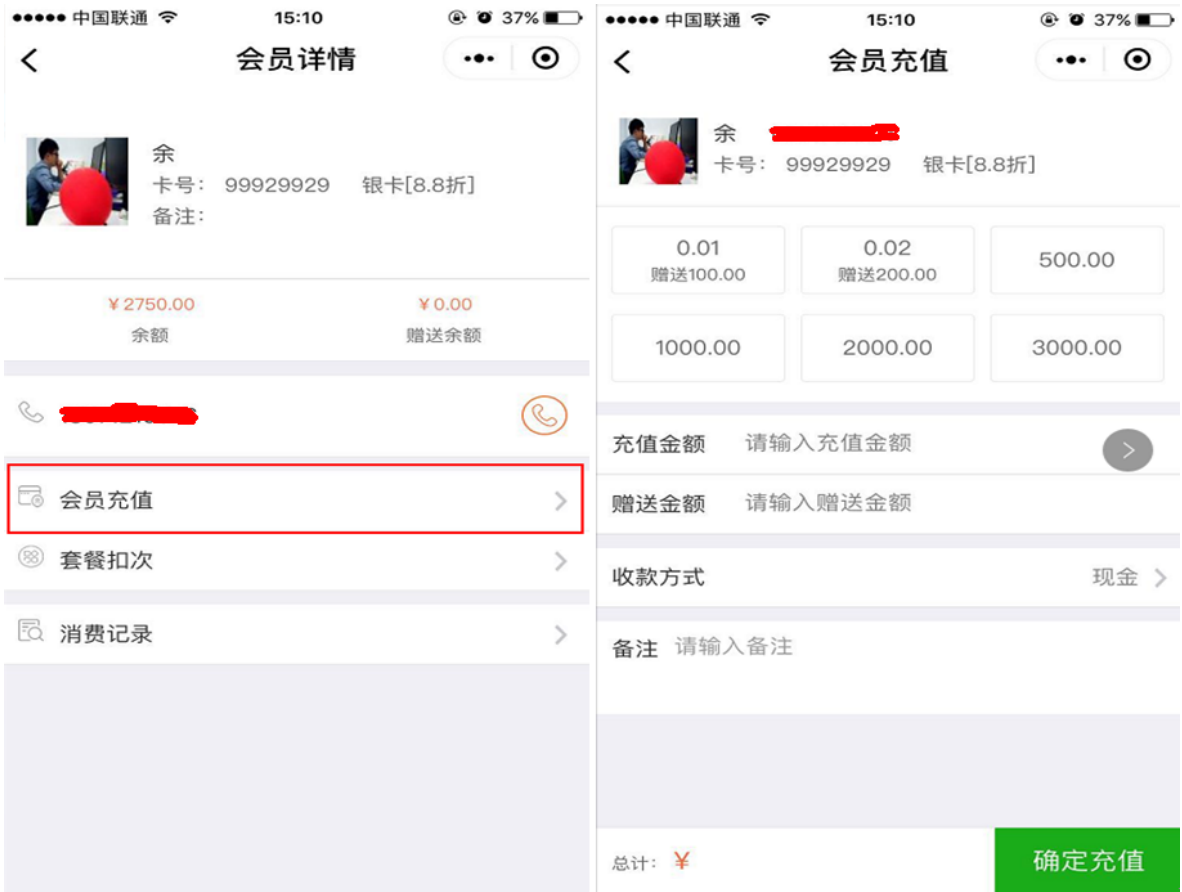 中国联通 15:10 37%
会员详情
余
卡号: 99929929 银卡[8.8折]
备注:
¥2750.00 ¥0.00
余额 赠送余额
会员充值
套餐扣次
消费记录
中国联通 15:10 37%
会员充值
余
卡号: 99929929 银卡[8.8折]
0.01 0.02 500.00
赠送100.00 赠送200.00
1000.00 2000.00 3000.00
充值金额 请输入充值金额
赠送金额 请输入赠送金额
收款方式 现金
备注 请输入备注
总计: ¥ 确定充值